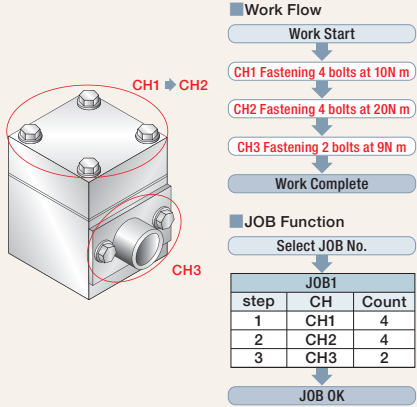 CH1 ➡ CH2
CH3
■Work Flow
Work Start
CH1 Fastening 4 bolts at 10N m
CH2 Fastening 4 bolts at 20N m
CH3 Fastening 2 bolts at 9N m
Work Complete
■JOB Function
Select JOB No.
JOB1
step CH Count
1 CH1 4
2 CH2 4
3 CH3 2
JOB OK